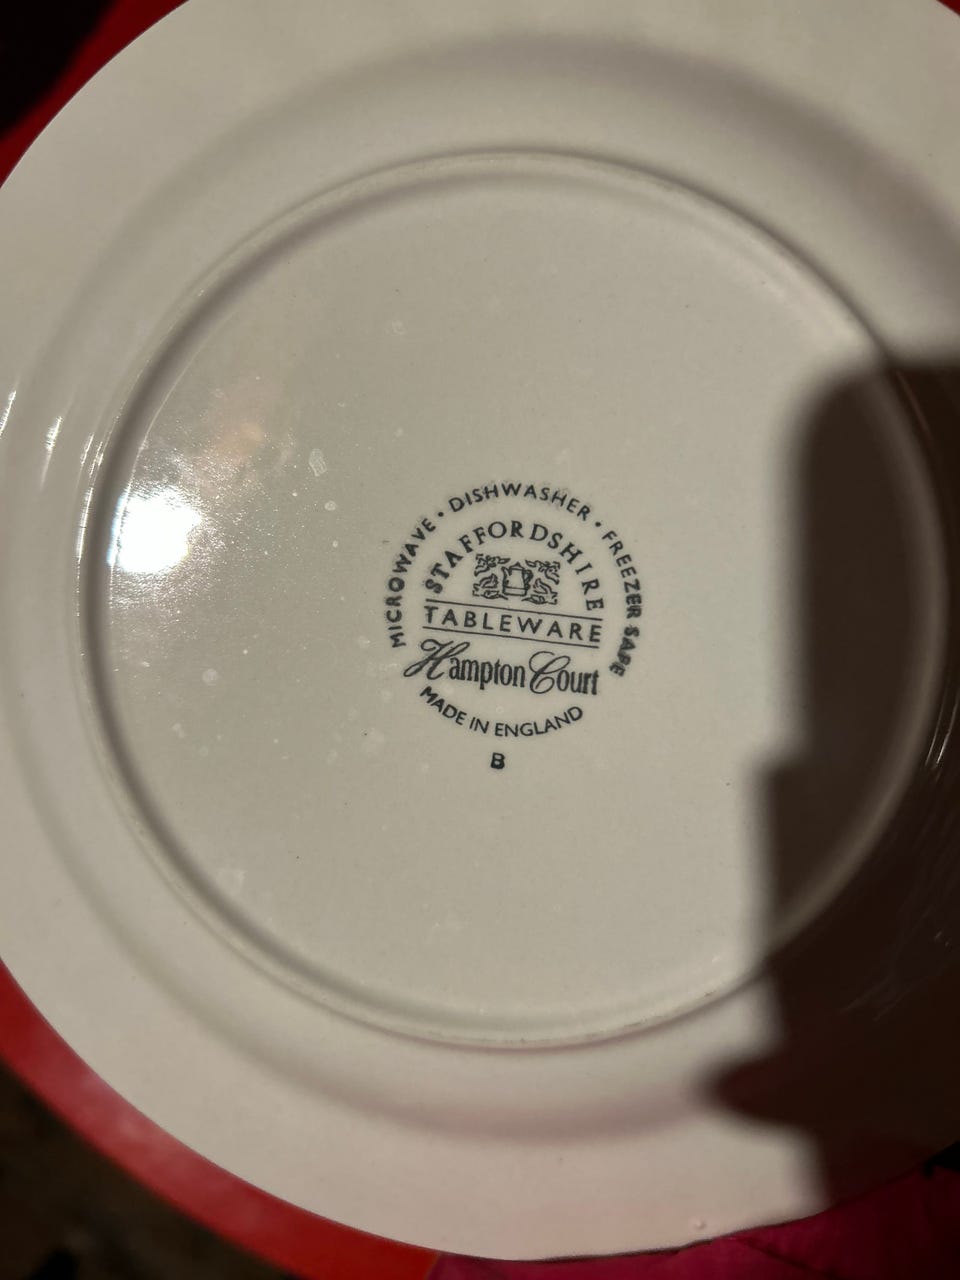 MICROWAVE • DISHWASHER • FREEZER SAFE
STAFFORDSHIRE
TABLEWARE
Hampton Court
MADE IN ENGLAND
B